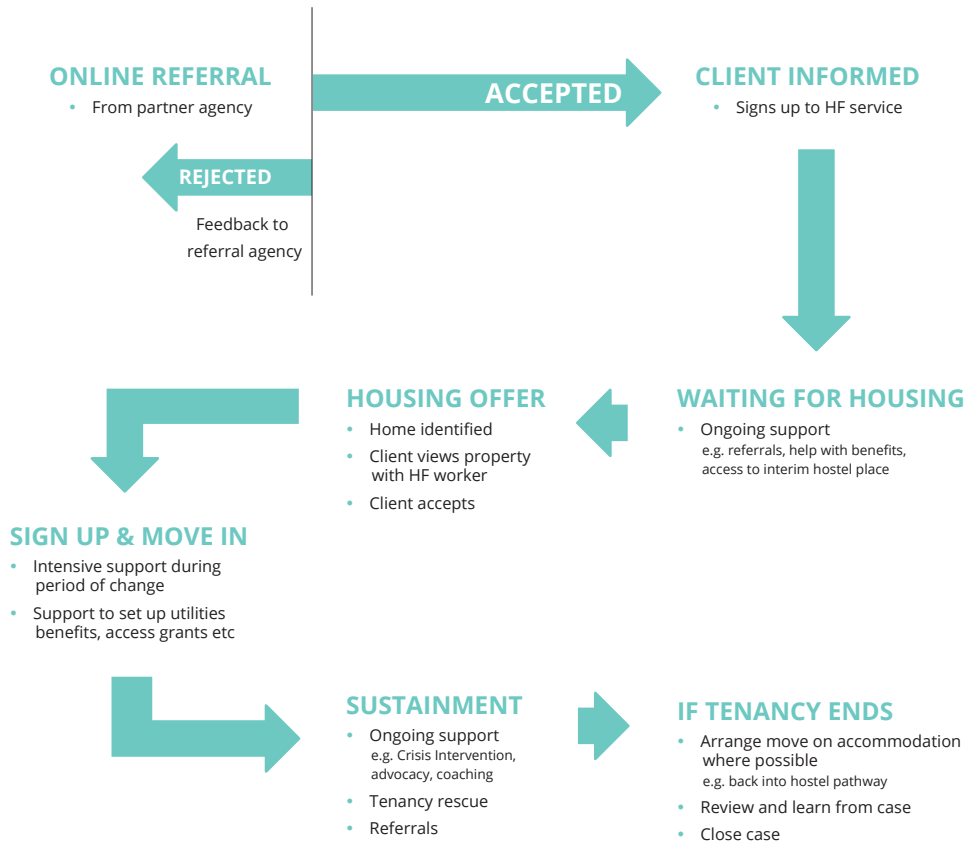 ONLINE REFERRAL
• From partner agency
ACCEPTED
CLIENT INFORMED
• Signs up to HF service
REJECTED
Feedback to
referral agency
WAITING FOR HOUSING
• Ongoing support
e.g. referrals, help with benefits,
access to interim hostel place
HOUSING OFFER
• Home identified
• Client views property
with HF worker
• Client accepts
SIGN UP & MOVE IN
• Intensive support during
period of change
• Support to set up utilities
benefits, access grants etc
SUSTAINMENT
• Ongoing support
e.g. Crisis Intervention,
advocacy, coaching
• Tenancy rescue
• Referrals
IF TENANCY ENDS
• Arrange move on accommodation
where possible
e.g. back into hostel pathway
• Review and learn from case
• Close case